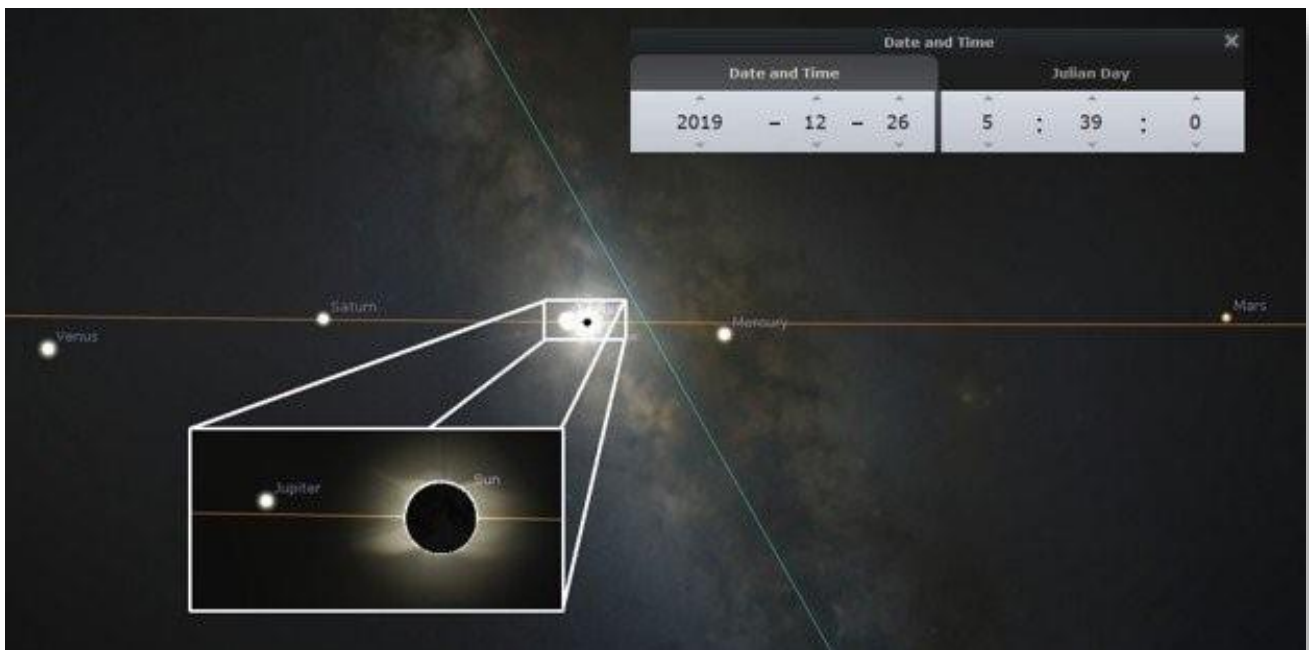 Date and Time
Date and Time Julian Day
2019 - 12 - 26 5 : 39 : 0
Saturn
Mars
Venus
Mercury
Jupiter
Sun